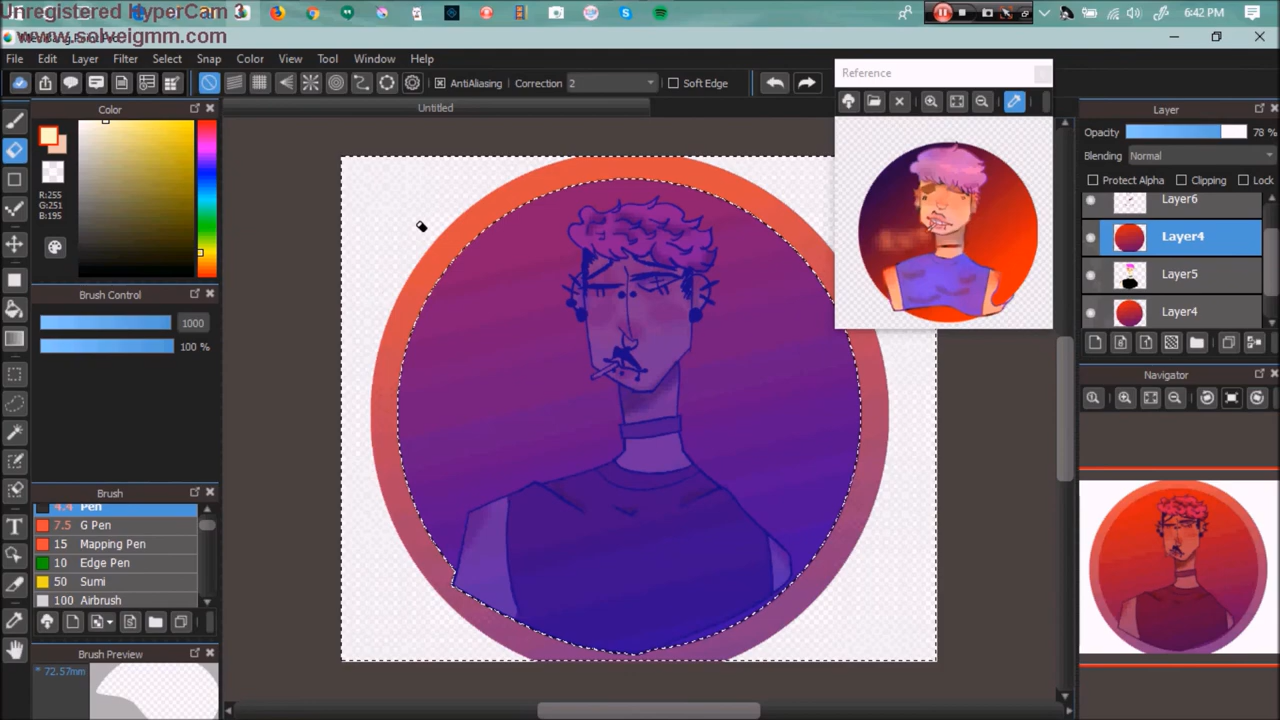 Unregistered HyperCam 3
www.solveigmm.com
6:42 PM
File Edit Layer Filter Select Snap Color View Tool Window Help
AntiAliasing Correction 2 Soft Edge
Untitled
Color
R:255
G:251
B:195
Brush Control
1000
100 %
Brush
4.4 Pen
7.5 G Pen
15 Mapping Pen
10 Edge Pen
50 Sumi
100 Airbrush
Brush Preview
* 72.57mm
Reference
Layer
Opacity 78 %
Blending Normal
Protect Alpha Clipping Lock
Layer6
Layer4
Layer5
Layer4
Navigator